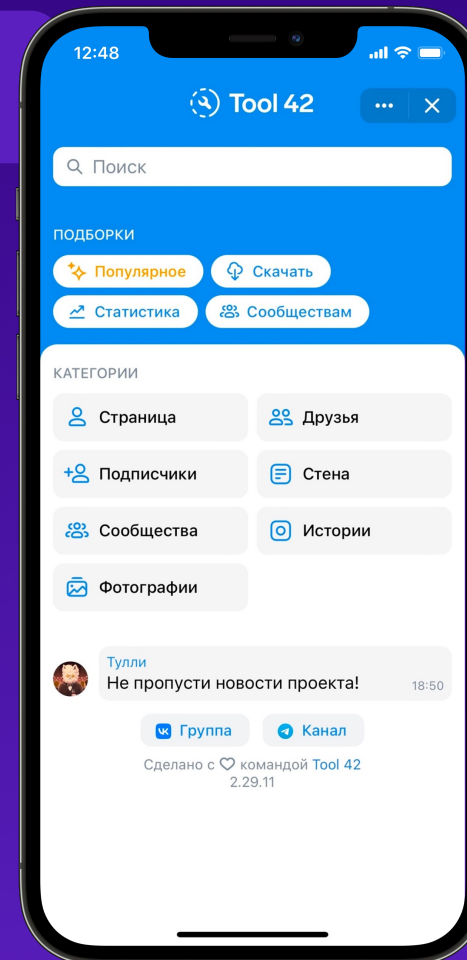 12:48
Tool 42
Поиск
ПОДБОРКИ
Популярное
Скачать
Статистика
Сообществам
КАТЕГОРИИ
Страница
Друзья
Подписчики
Стена
Сообщества
Истории
Фотографии
Тулли
Не пропусти новости проекта!
18:50
Группа
Канал
Сделано с ♡ командой Tool 42
2.29.11